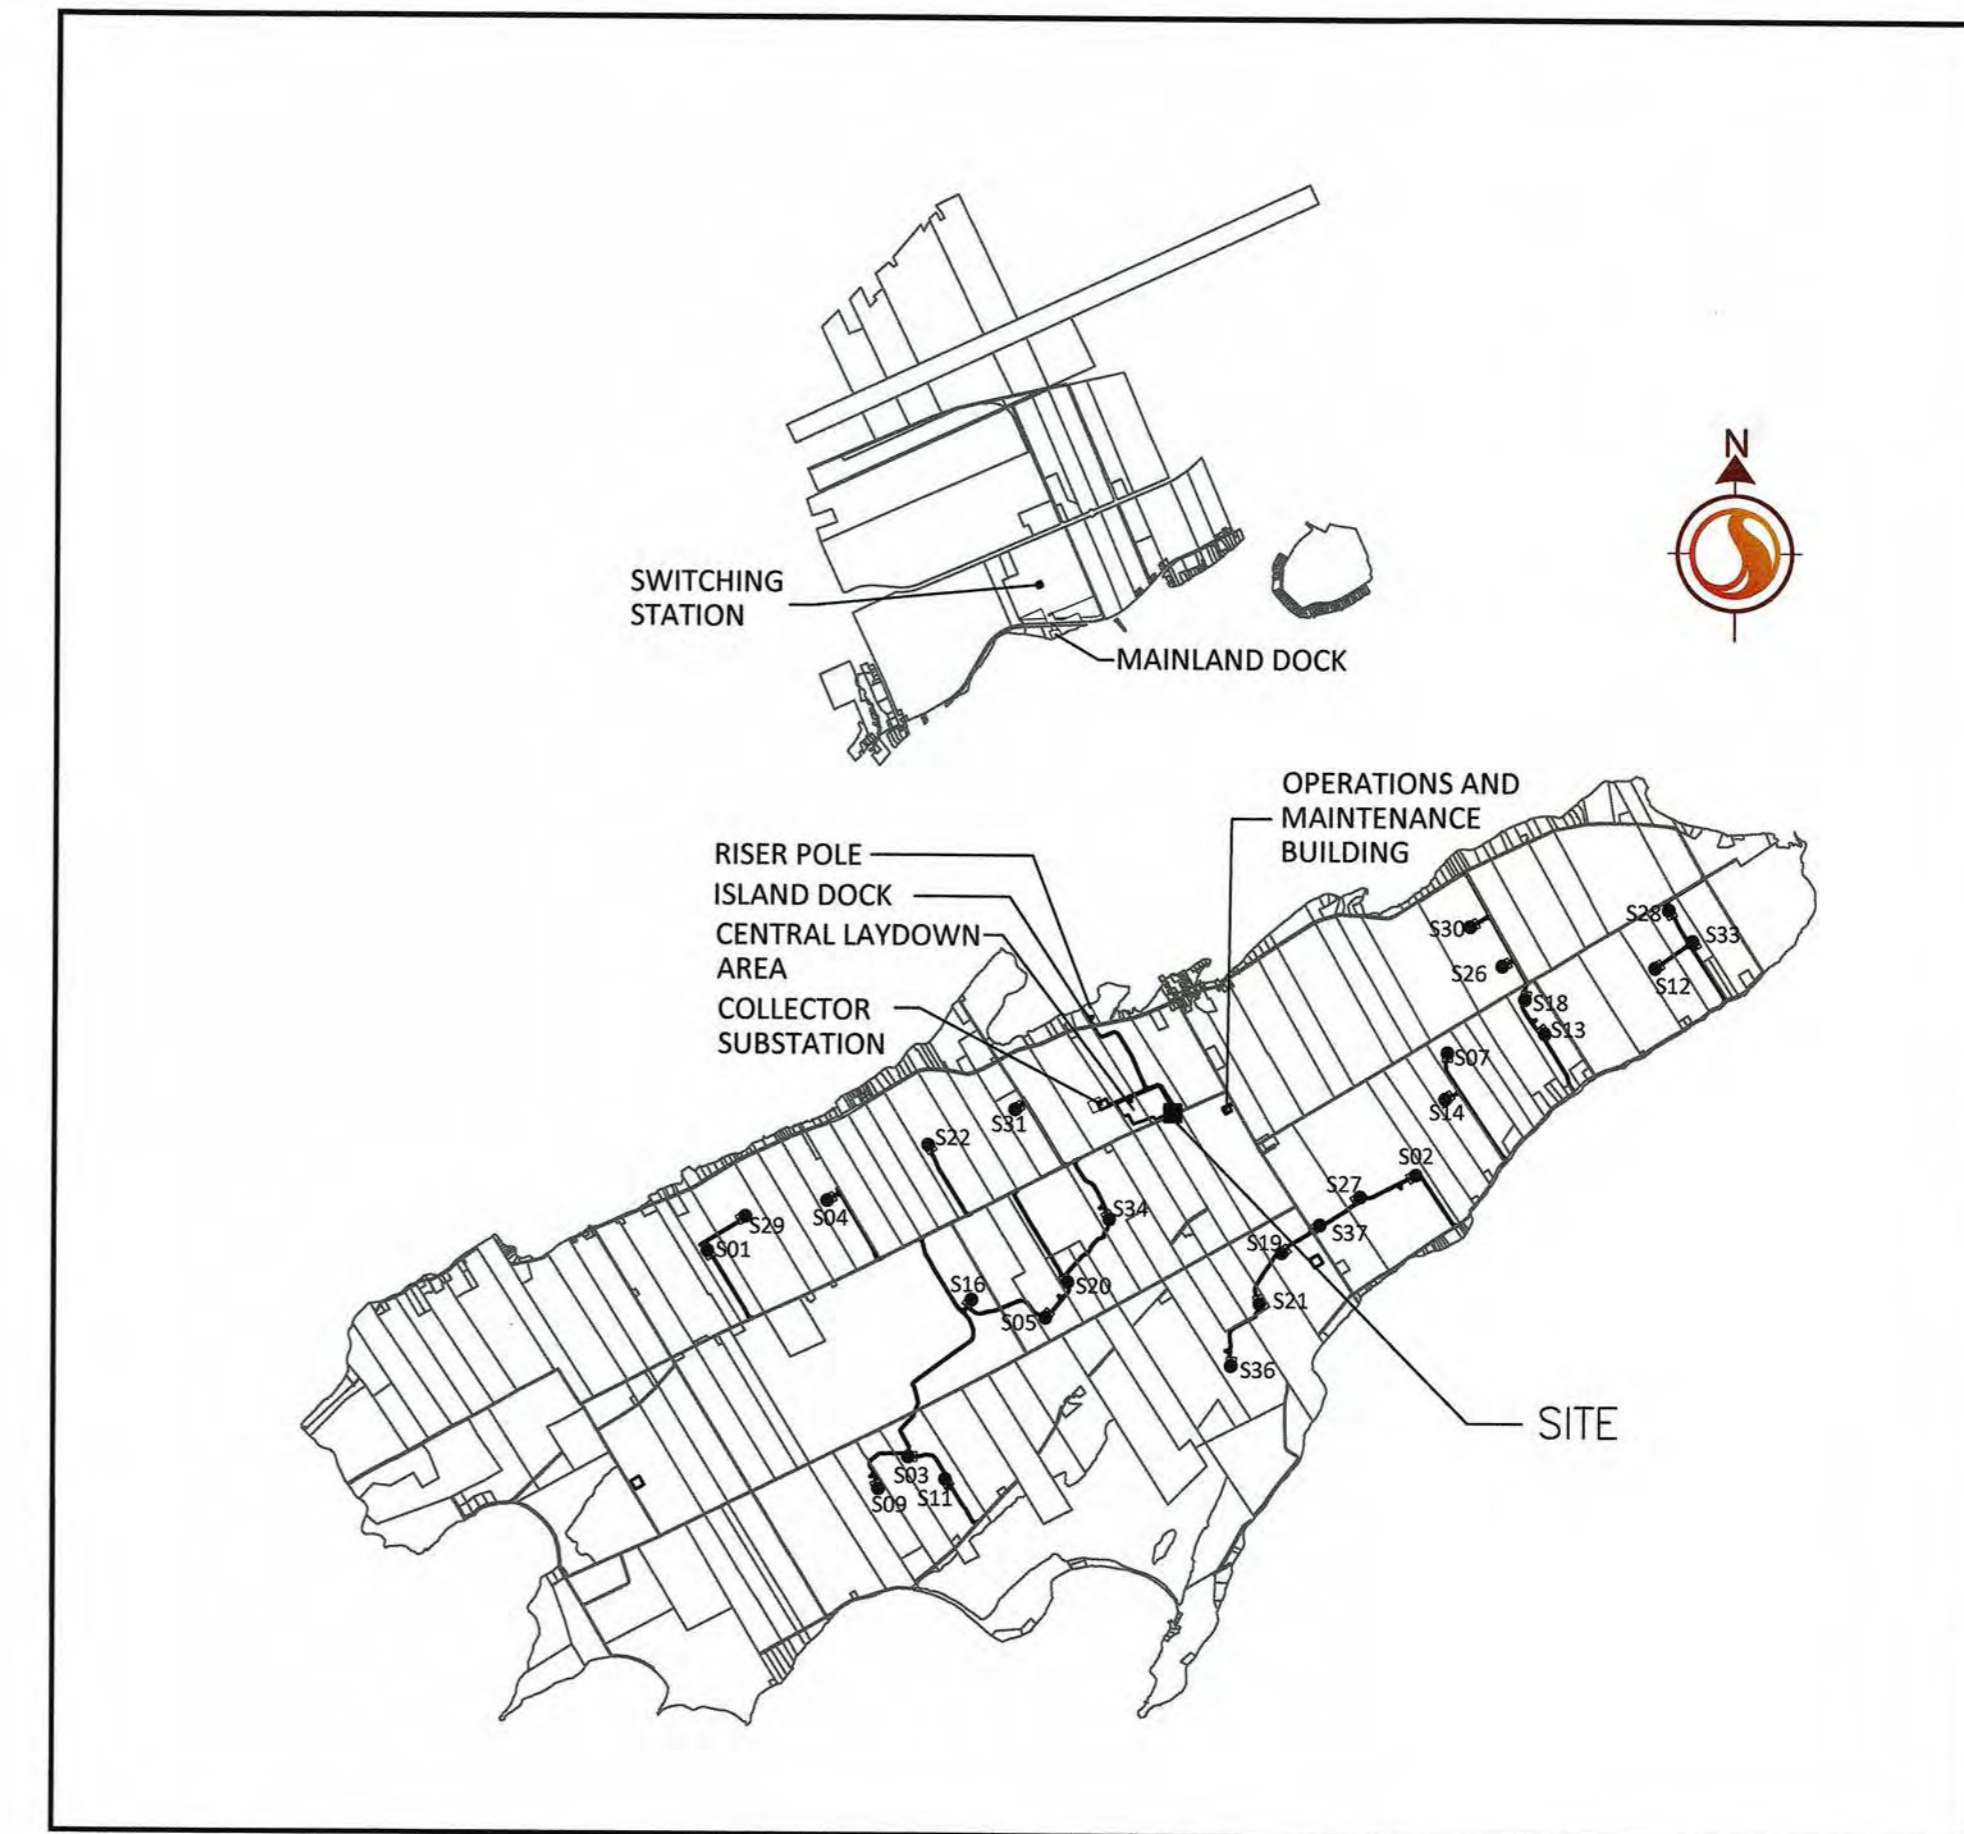 N
SWITCHING
STATION
MAINLAND DOCK
OPERATIONS AND
MAINTENANCE
BUILDING
RISER POLE
ISLAND DOCK
CENTRAL LAYDOWN
AREA
COLLECTOR
SUBSTATION
S30
S28
S33
S26
S12
S18
S13
S07
S14
S31
S22
S02
S27
S04
S29
S34
S37
S01
S19
S16
S20
S21
S05
S36
SITE
S03
S09
S11